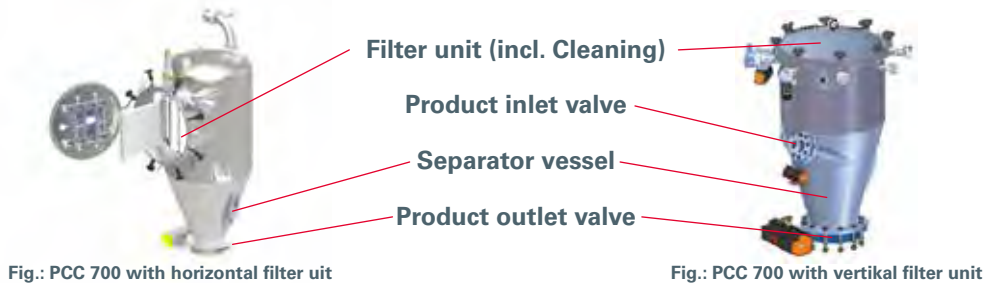 Filter unit (incl. Cleaning)
Product inlet valve
Separator vessel
Product outlet valve
Fig.: PCC 700 with horizontal filter uit
Fig.: PCC 700 with vertikal filter unit